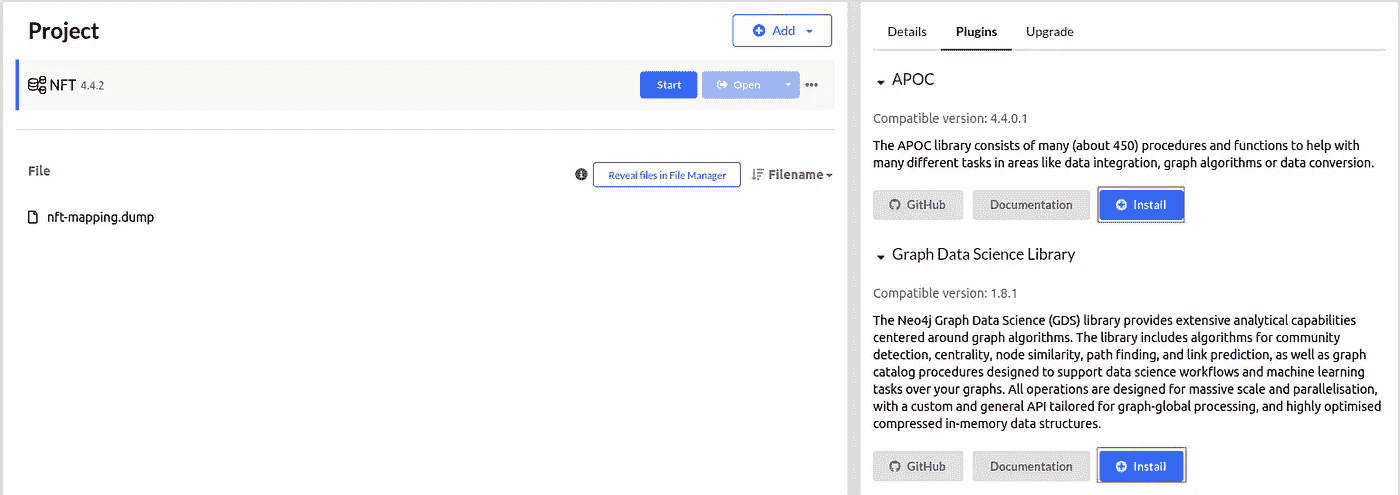 Project
Add
NFT 4.4.2
Start
Open
File
Reveal files in File Manager
Filename
nft-mapping.dump
Details
Plugins
Upgrade
APOC
Compatible version: 4.4.0.1
The APOC library consists of many (about 450) procedures and functions to help with
many different tasks in areas like data integration, graph algorithms or data conversion.
GitHub
Documentation
Install
Graph Data Science Library
Compatible version: 1.8.1
The Neo4j Graph Data Science (GDS) library provides extensive analytical capabilities
centered around graph algorithms. The library includes algorithms for community
detection, centrality, node similarity, path finding, and link prediction, as well as graph
catalog procedures designed to support data science workflows and machine learning
tasks over your graphs. All operations are designed for massive scale and parallelisation,
with a custom and general API tailored for graph-global processing, and highly optimised
compressed in-memory data structures.
GitHub
Documentation
Install